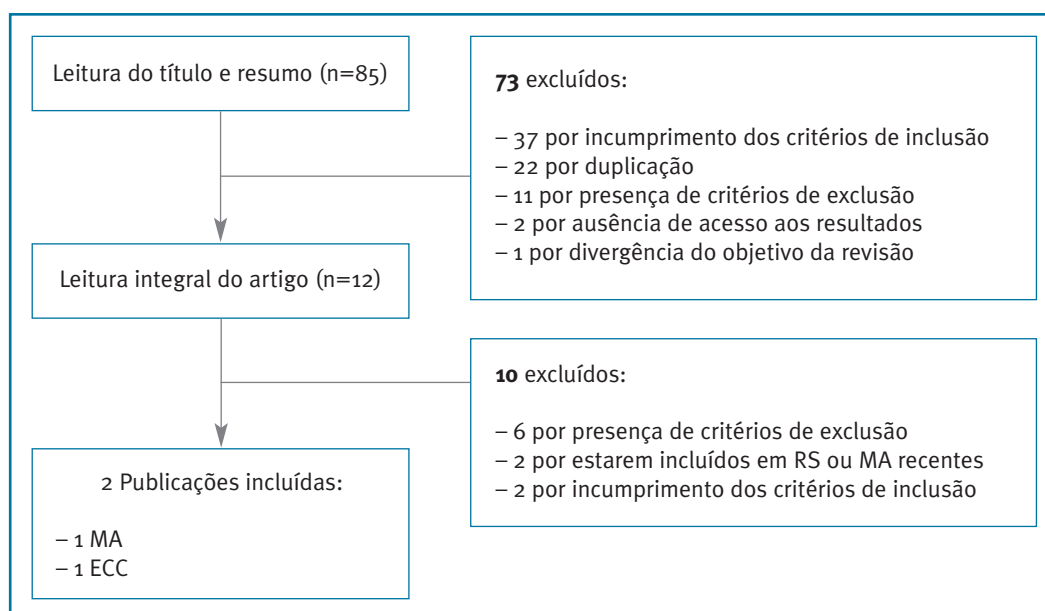 Leitura do título e resumo (n=85)
73 excluídos:
– 37 por incumprimento dos critérios de inclusão
– 22 por duplicação
– 11 por presença de critérios de exclusão
– 2 por ausência de acesso aos resultados
– 1 por divergência do objetivo da revisão
Leitura integral do artigo (n=12)
10 excluídos:
– 6 por presença de critérios de exclusão
– 2 por estarem incluídos em RS ou MA recentes
– 2 por incumprimento dos critérios de inclusão
2 Publicações incluídas:
– 1 MA
– 1 ECC